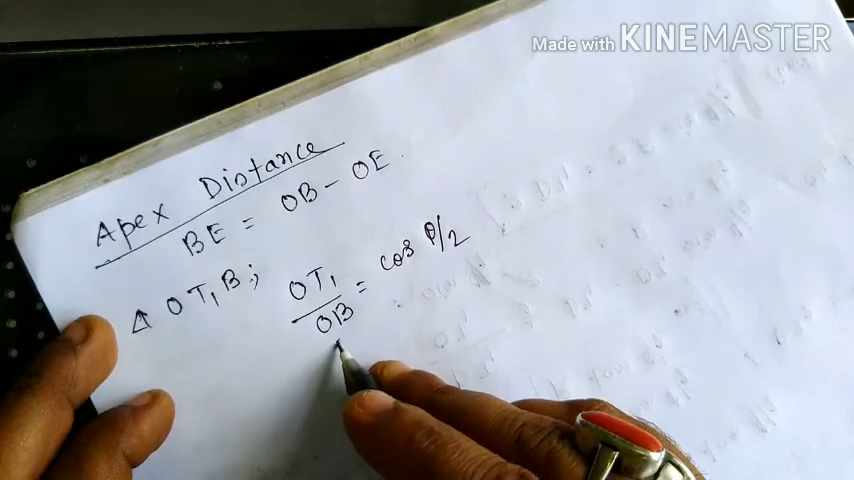 Made with KINEMASTER
Apex Distance
BE = OB - OE
Δ OT₁B; OT₁/OB = cos θ/2